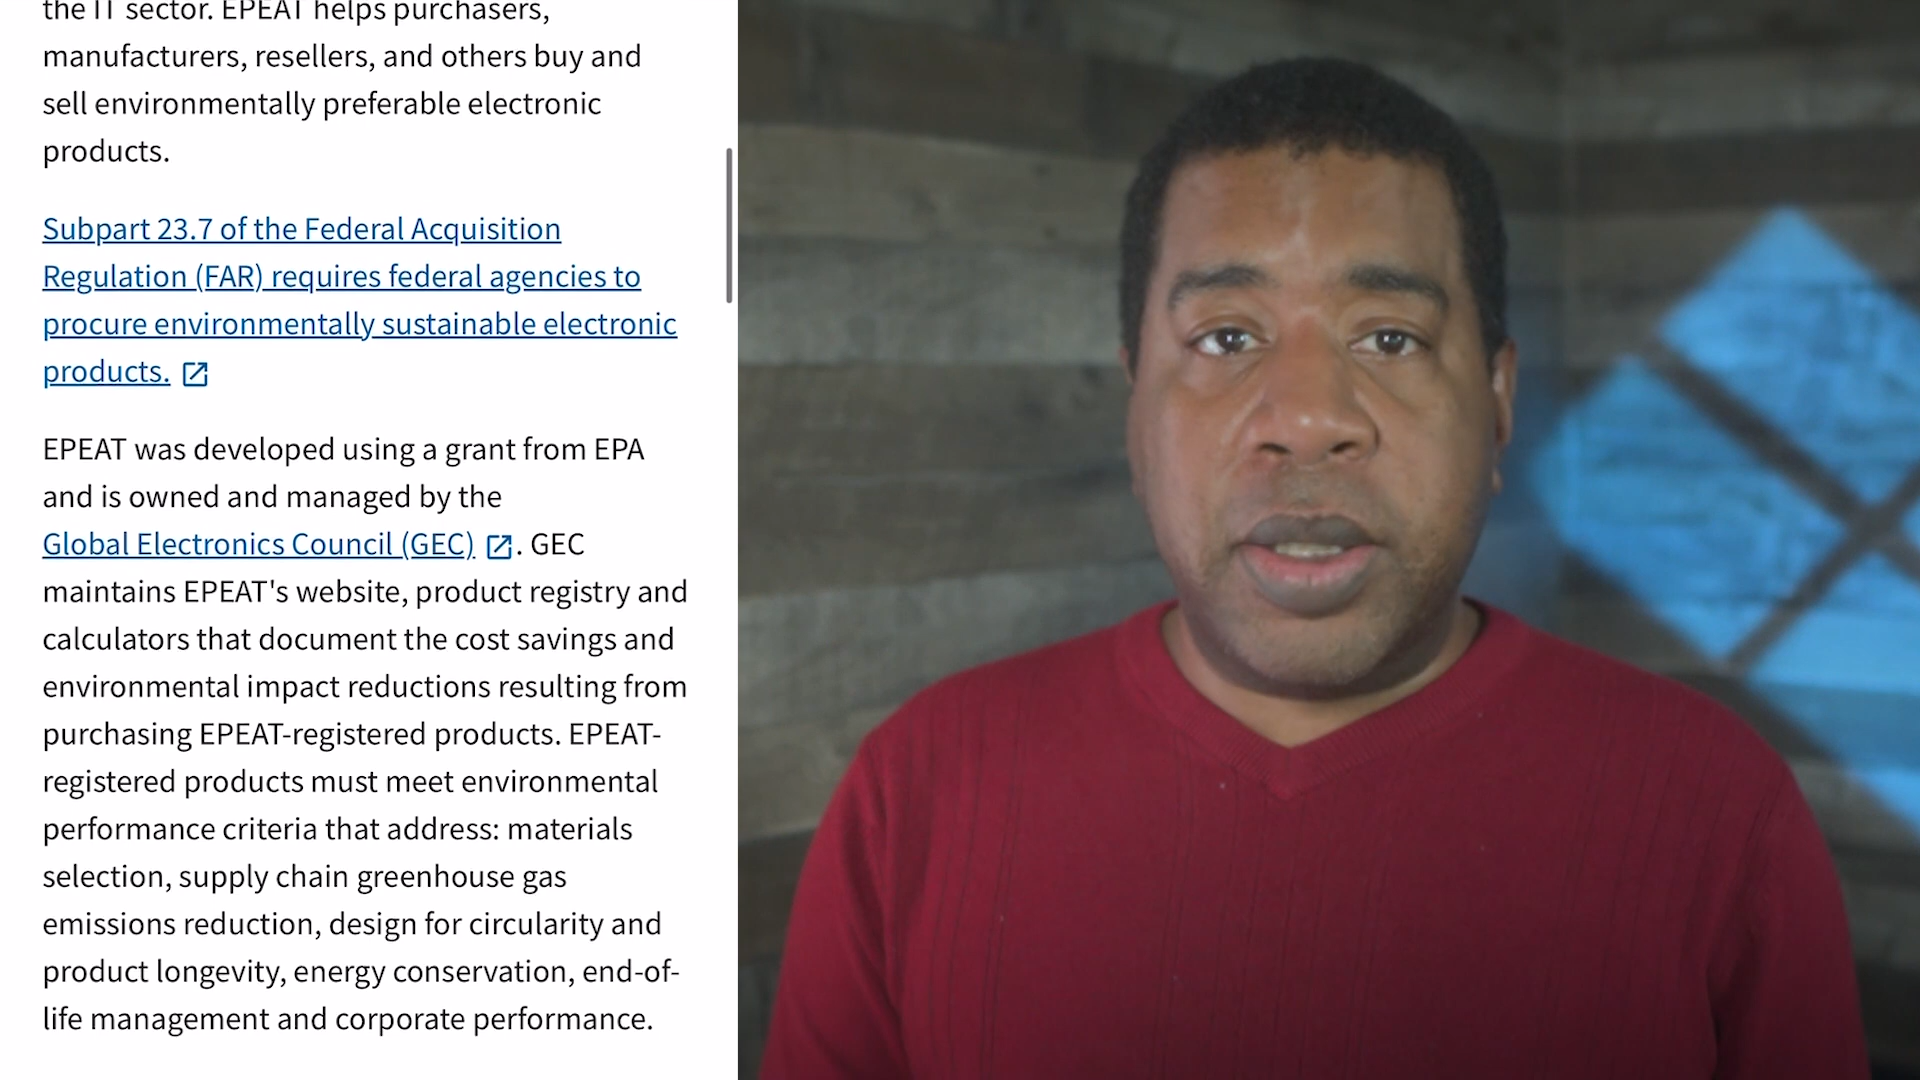 the IT sector. EPEAT helps purchasers,
manufacturers, resellers, and others buy and
sell environmentally preferable electronic
products.
Subpart 23.7 of the Federal Acquisition
Regulation (FAR) requires federal agencies to
procure environmentally sustainable electronic
products.
EPEAT was developed using a grant from EPA
and is owned and managed by the
Global Electronics Council (GEC). GEC
maintains EPEAT's website, product registry and
calculators that document the cost savings and
environmental impact reductions resulting from
purchasing EPEAT-registered products. EPEAT-
registered products must meet environmental
performance criteria that address: materials
selection, supply chain greenhouse gas
emissions reduction, design for circularity and
product longevity, energy conservation, end-of-
life management and corporate performance.